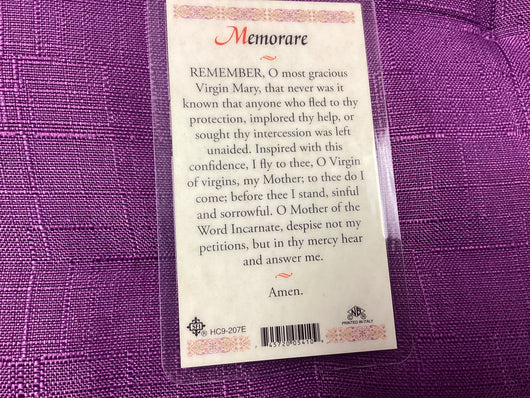 Memorare
REMEMBER, O most gracious
Virgin Mary, that never was it
known that anyone who fled to thy
protection, implored thy help, or
sought thy intercession was left
unaided. Inspired with this
confidence, I fly to thee, O Virgin
of virgins, my Mother; to thee do I
come; before thee I stand, sinful
and sorrowful. O Mother of the
Word Incarnate, despise not my
petitions, but in thy mercy hear
and answer me.
Amen.
HC9-207E
PRINTED IN ITALY